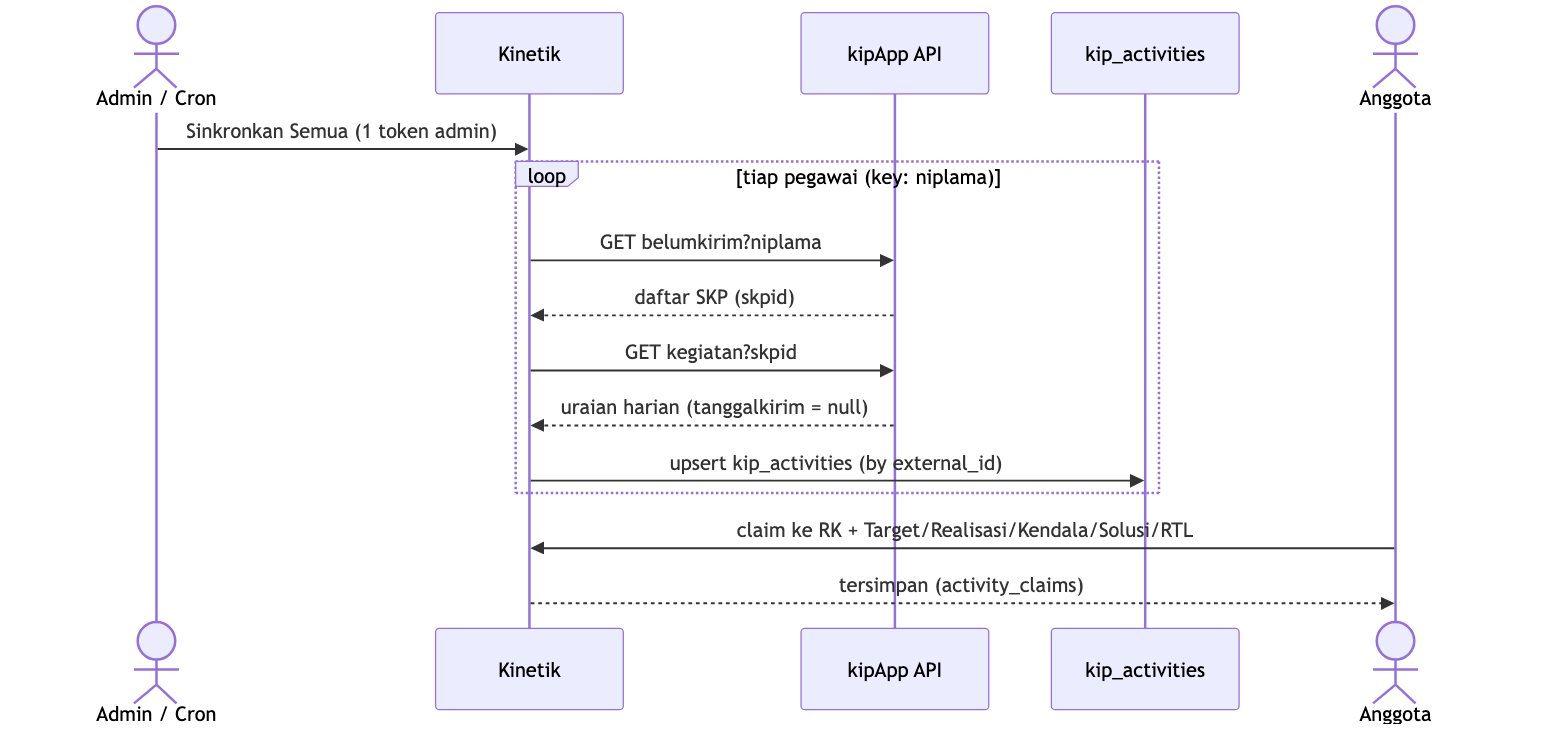 Admin / Cron
Kinetik
kipApp API
kip_activities
Anggota
Sinkronkan Semua (1 token admin)
loop
[tiap pegawai (key: niplama)]
GET belumkirim?niplama
daftar SKP (skpid)
GET kegiatan?skpid
uraian harian (tanggalkirim = null)
upsert kip_activities (by external_id)
claim ke RK + Target/Realisasi/Kendala/Solusi/RTL
tersimpan (activity_claims)
Admin / Cron
Kinetik
kipApp API
kip_activities
Anggota